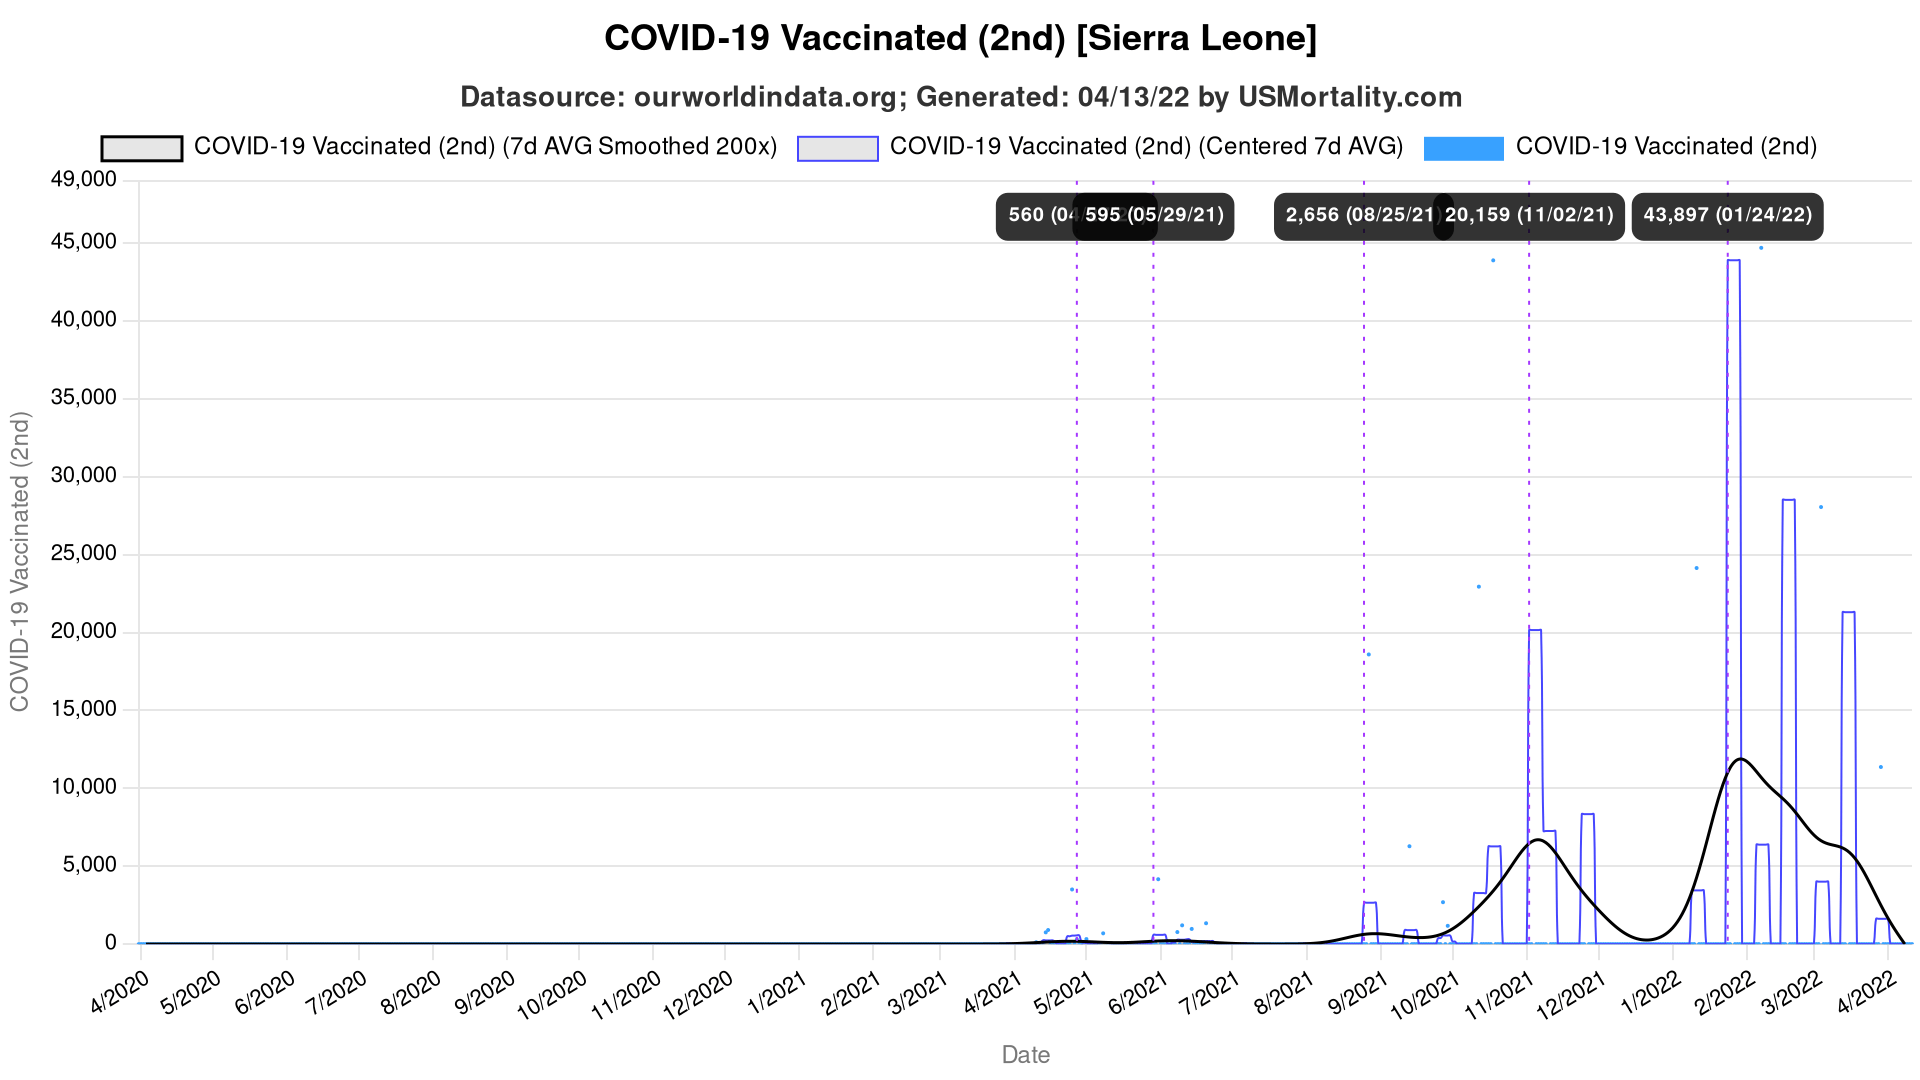 COVID-19 Vaccinated (2nd) [Sierra Leone]
Datasource: ourworldindata.org; Generated: 04/13/22 by USMortality.com
COVID-19 Vaccinated (2nd) (7d AVG Smoothed 200x) COVID-19 Vaccinated (2nd) (Centered 7d AVG) COVID-19 Vaccinated (2nd)
560 (04/ 595 (05/29/21) 2,656 (08/25/21) 20,159 (11/02/21) 43,897 (01/24/22)
49,000
45,000
40,000
35,000
30,000
25,000
20,000
15,000
10,000
5,000
0
COVID-19 Vaccinated (2nd)
4/2020 5/2020 6/2020 7/2020 8/2020 9/2020 10/2020 11/2020 12/2020 1/2021 2/2021 3/2021 4/2021 5/2021 6/2021 7/2021 8/2021 9/2021 10/2021 11/2021 12/2021 1/2022 2/2022 3/2022 4/2022
Date